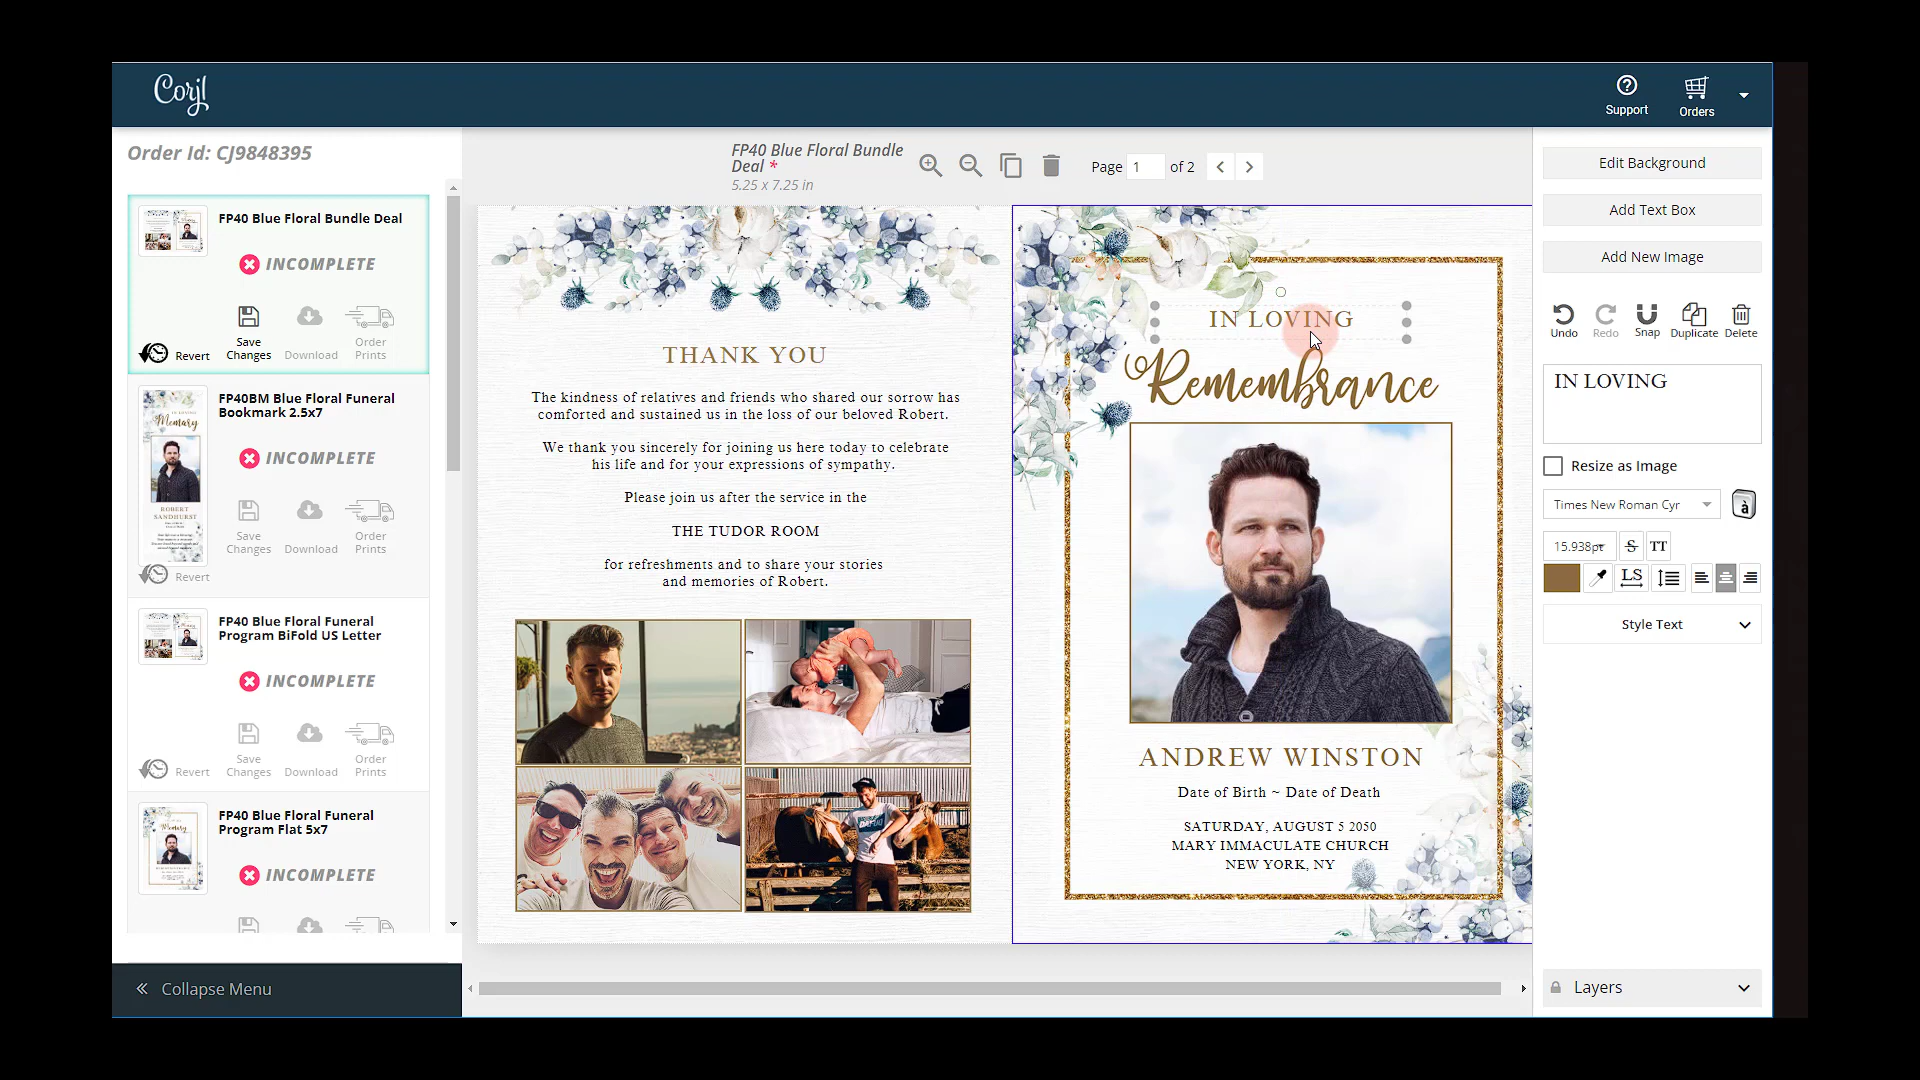 Corjl
Support
Orders
Order Id: CJ9848395
FP40 Blue Floral Bundle Deal
INCOMPLETE
Revert
Save
Changes
Download
Order
Prints
FP40BM Blue Floral Funeral
Bookmark 2.5x7
INCOMPLETE
Save
Changes
Download
Order
Prints
Revert
Memory
ROBERT
SANDHURST
FP40 Blue Floral Funeral
Program BiFold US Letter
INCOMPLETE
Revert
Save
Changes
Download
Order
Prints
FP40 Blue Floral Funeral
Program Flat 5x7
INCOMPLETE
Memory
Collapse Menu
FP40 Blue Floral Bundle
Deal *
5.25 x 7.25 in
Page 1 of 2
THANK YOU
The kindness of relatives and friends who shared our sorrow has
comforted and sustained us in the loss of our beloved Robert.
We thank you sincerely for joining us here today to celebrate
his life and for your expressions of sympathy.
Please join us after the service in the
THE TUDOR ROOM
for refreshments and to share your stories
and memories of Robert.
IN LOVING
Remembrance
ANDREW WINSTON
Date of Birth ~ Date of Death
SATURDAY, AUGUST 5 2050
MARY IMMACULATE CHURCH
NEW YORK, NY
Edit Background
Add Text Box
Add New Image
Undo
Redo
Snap
Duplicate
Delete
IN LOVING
Resize as Image
Times New Roman Cyr
à
15.938pt
S
TT
LS
Style Text
Layers